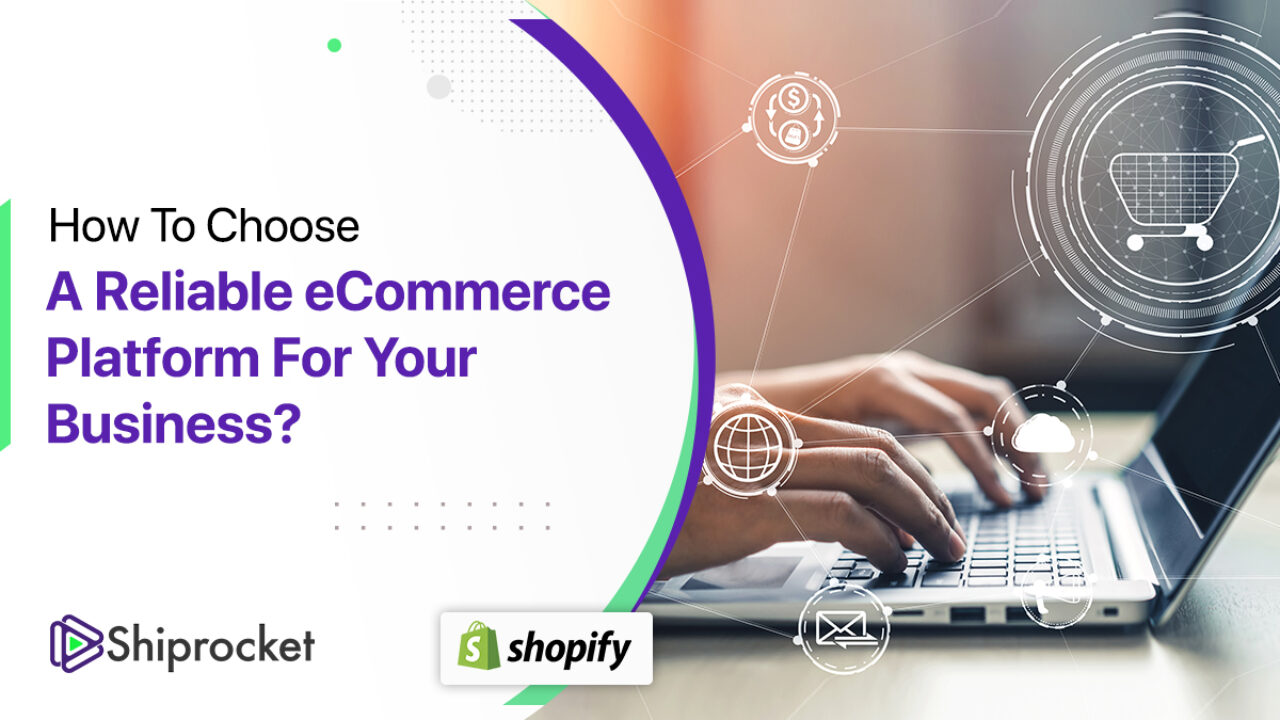 How To Choose
A Reliable eCommerce
Platform For Your
Business?
Shiprocket
shopify